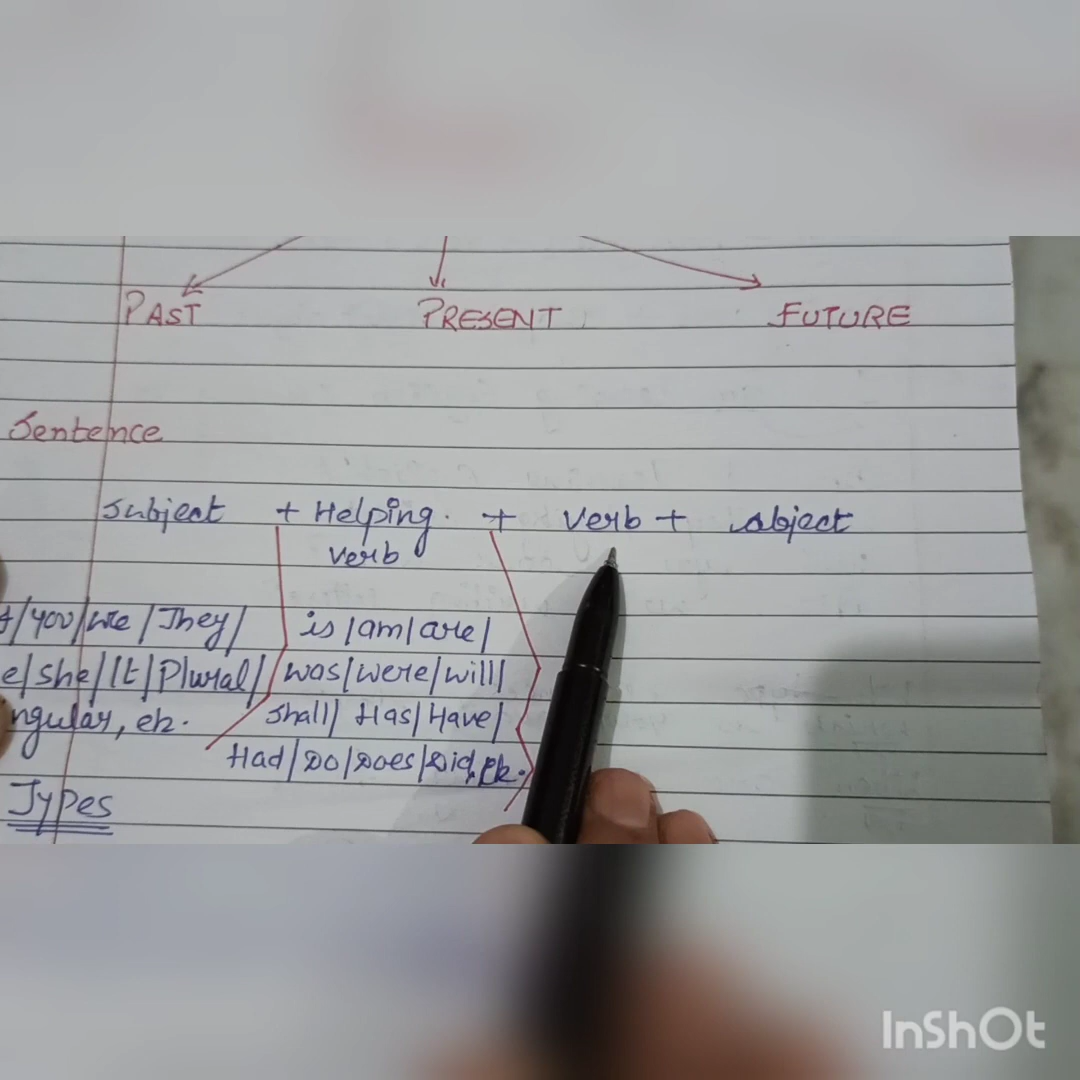 PAST PRESENT FUTURE
Sentence
Subject + Helping + Verb + object
verb
/you/we/They/ is/am/are/
e/she/It/Plural/ was/were/will/
ngular, etc. Shall/ Has/Have/
Had/Do/Does/Did, etc.
Types
InShOt